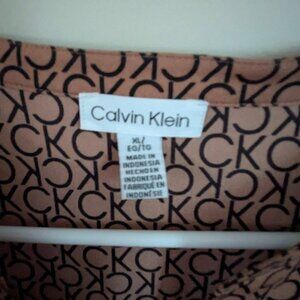 Calvin Klein
XL/
EG/TG
MADE IN
INDONESIA
HECHO EN
INDONESIA
FABRIQUÉ EN
INDONÉSIE